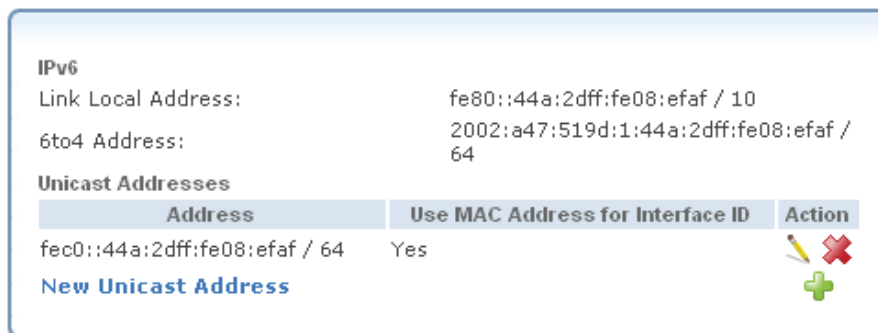 IPv6
Link Local Address: fe80::44a:2dff:fe08:efaf / 10
6to4 Address: 2002:a47:519d:1:44a:2dff:fe08:efaf /
64
Unicast Addresses
Address Use MAC Address for Interface ID Action
fec0::44a:2dff:fe08:efaf / 64 Yes
New Unicast Address